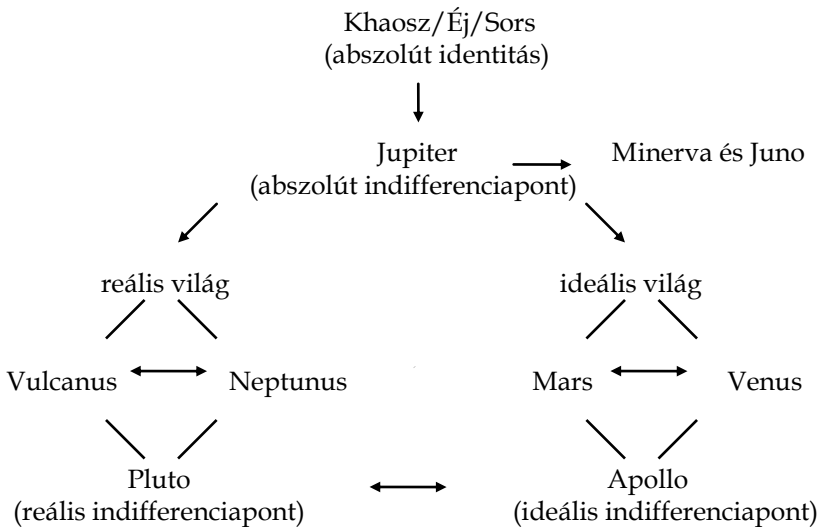 Khaosz/Éj/Sors
(abszolút identitás)
Jupiter
Minerva és Juno
(abszolút indifferenciapont)
reális világ
ideális világ
Vulcanus
Neptunus
Mars
Venus
Pluto
Apollo
(reális indifferenciapont)
(ideális indifferenciapont)